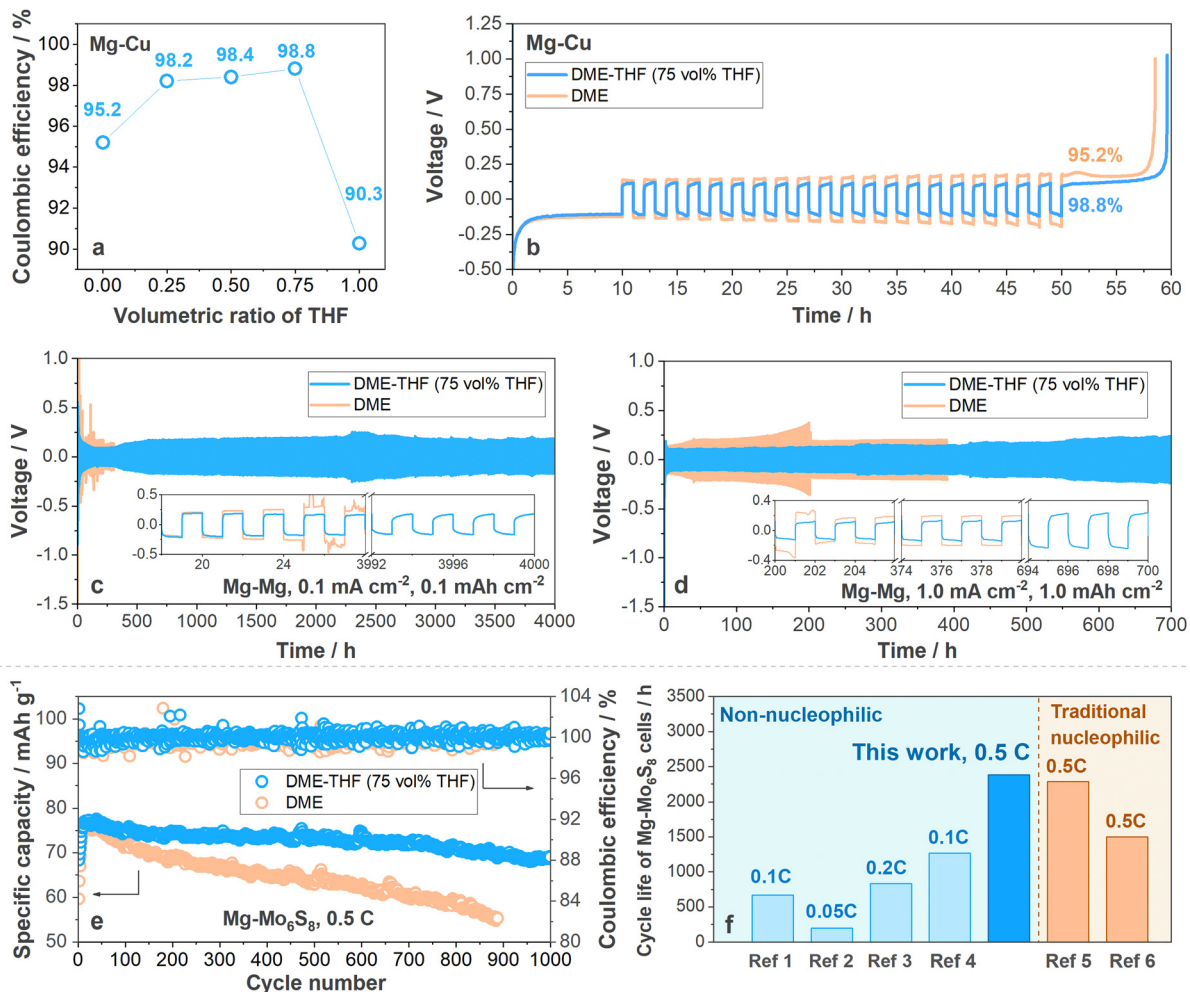 Coulombic efficiency / %
100
98
96
94
92
90
Mg-Cu
95.2
98.2
98.4
98.8
90.3
a
0.00 0.25 0.50 0.75 1.00
Volumetric ratio of THF
Voltage / V
1.25
1.00
0.75
0.50
0.25
0.00
-0.25
-0.50
Mg-Cu
DME-THF (75 vol% THF)
DME
95.2%
98.8%
b
0 5 10 15 20 25 30 35 40 45 50 55 60
Time / h
Voltage / V
1.0
0.5
0.0
-0.5
-1.0
-1.5
DME-THF (75 vol% THF)
DME
0.5
0.0
-0.5
20 24 3992 3996 4000
c
Mg-Mg, 0.1 mA cm⁻², 0.1 mAh cm⁻²
0 500 1000 1500 2000 2500 3000 3500 4000
Time / h
Voltage / V
1.0
0.5
0.0
-0.5
-1.0
-1.5
DME-THF (75 vol% THF)
DME
0.4
0.0
-0.4
200 202 204 374 376 378 694 696 698 700
d
Mg-Mg, 1.0 mA cm⁻², 1.0 mAh cm⁻²
0 100 200 300 400 500 600 700
Time / h
Specific capacity / mAh g⁻¹
100
90
80
70
60
50
DME-THF (75 vol% THF)
DME
e
Mg-Mo₆S₈, 0.5 C
0 100 200 300 400 500 600 700 800 900 1000
Cycle number
104
102
100
98
96
94
92
90
88
86
84
82
80
Coulombic efficiency / %
Cycle life of Mg-Mo₆S₈ cells / h
3500
3000
2500
2000
1500
1000
500
0
Non-nucleophilic
Traditional
nucleophilic
This work, 0.5 C
0.1C
0.05C
0.2C
0.1C
0.5C
0.5C
f
Ref 1 Ref 2 Ref 3 Ref 4 Ref 5 Ref 6